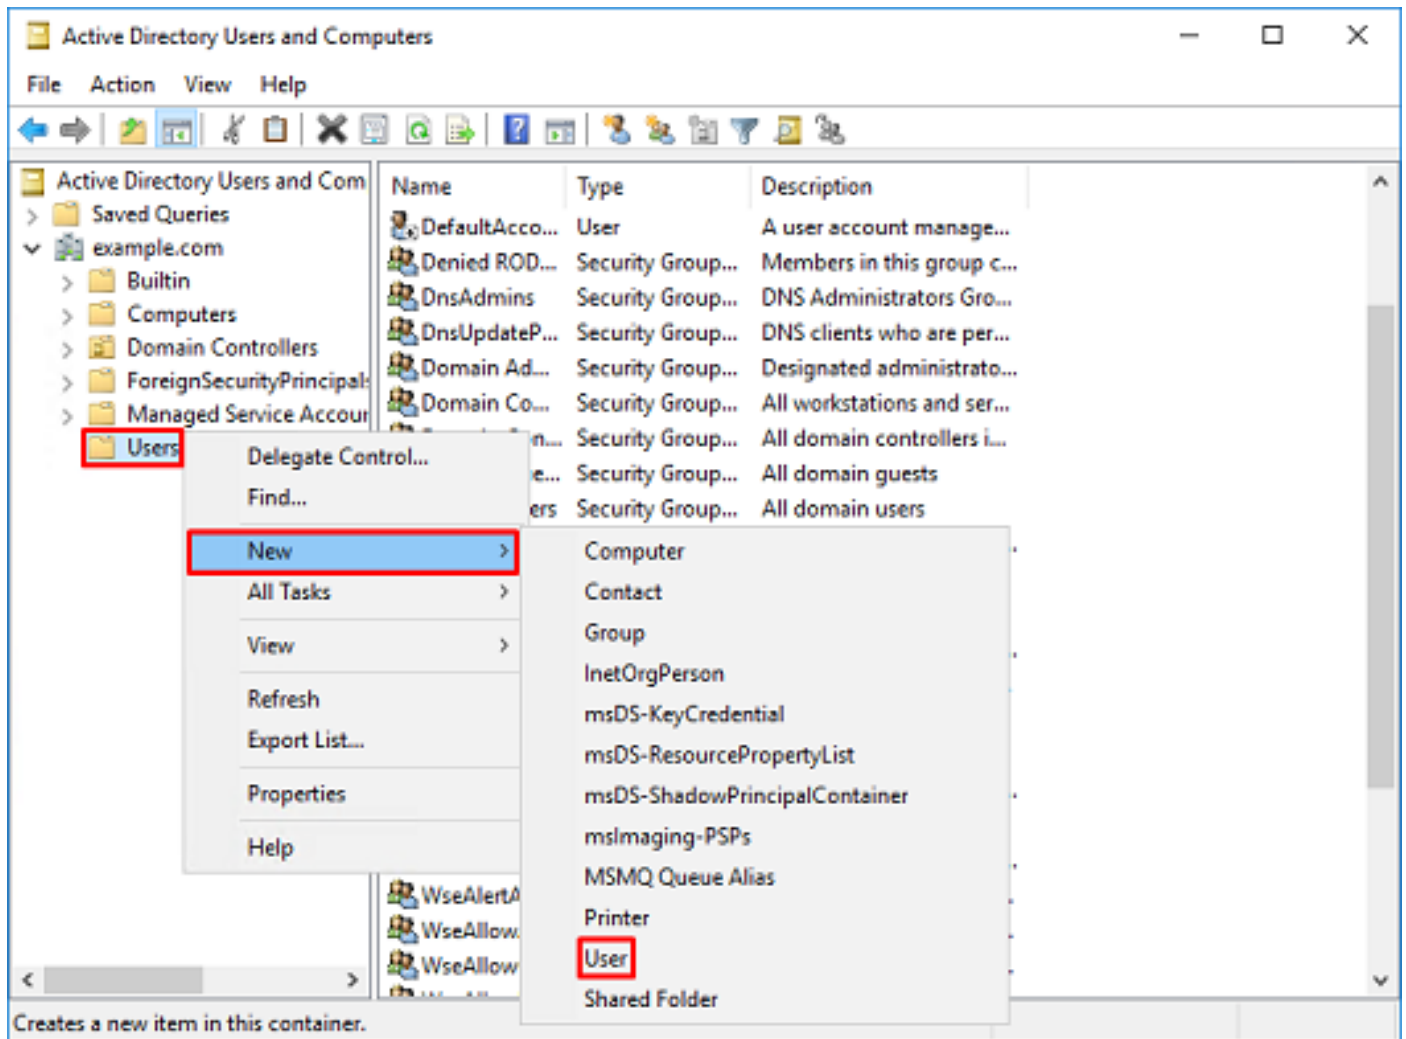 Active Directory Users and Computers
File Action View Help
Active Directory Users and Com
Saved Queries
example.com
Builtin
Computers
Domain Controllers
ForeignSecurityPrincipals
Managed Service Accour
Users
Name Type Description
DefaultAcco... User A user account manage...
Denied ROD... Security Group... Members in this group c...
DnsAdmins Security Group... DNS Administrators Gro...
DnsUpdateP... Security Group... DNS clients who are per...
Domain Ad... Security Group... Designated administrato...
Domain Co... Security Group... All workstations and ser...
Security Group... All domain controllers i...
Security Group... All domain guests
ers Security Group... All domain users
Delegate Control...
Find...
New
All Tasks
View
Refresh
Export List...
Properties
Help
Computer
Contact
Group
InetOrgPerson
msDS-KeyCredential
msDS-ResourcePropertyList
msDS-ShadowPrincipalContainer
msImaging-PSPs
MSMQ Queue Alias
Printer
User
Shared Folder
WseAlertA
WseAllow.
WseAllow
Creates a new item in this container.